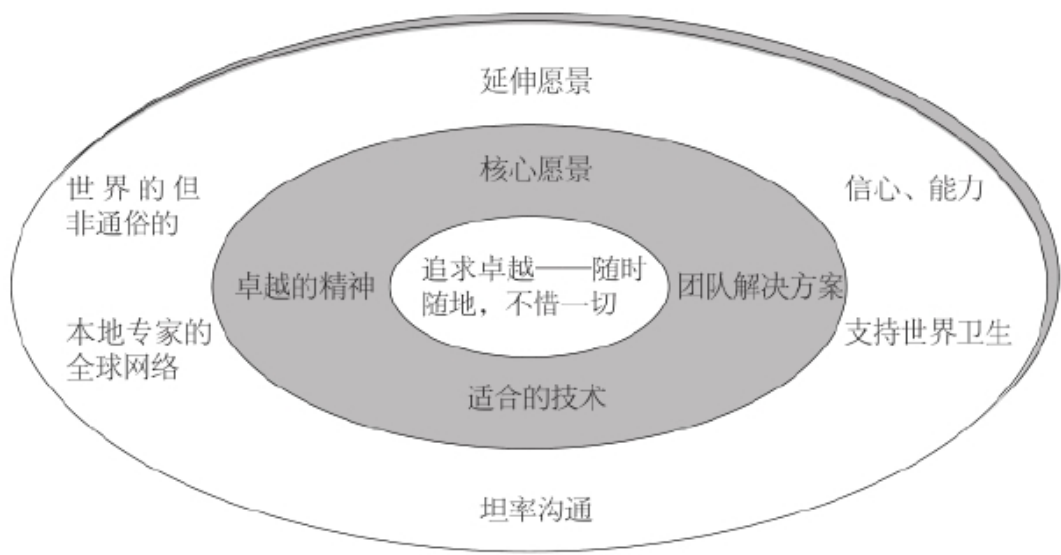 延伸愿景
核心愿景
世界的但
非通俗的
信心、能力
追求卓越——随时
随地，不惜一切
卓越的精神
团队解决方案
本地专家的
全球网络
支持世界卫生
适合的技术
坦率沟通